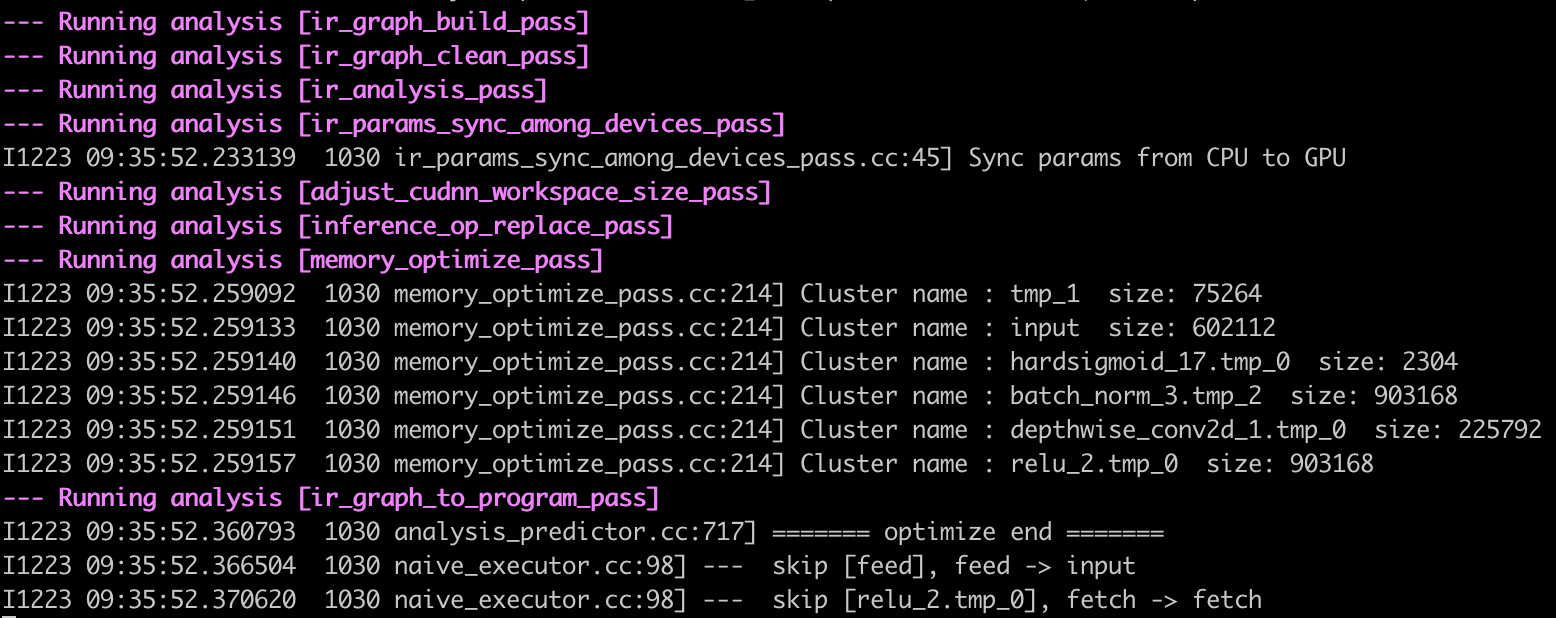 --- Running analysis [ir_graph_build_pass]
--- Running analysis [ir_graph_clean_pass]
--- Running analysis [ir_analysis_pass]
--- Running analysis [ir_params_sync_among_devices_pass]
I1223 09:35:52.233139  1030 ir_params_sync_among_devices_pass.cc:45] Sync params from CPU to GPU
--- Running analysis [adjust_cudnn_workspace_size_pass]
--- Running analysis [inference_op_replace_pass]
--- Running analysis [memory_optimize_pass]
I1223 09:35:52.259092  1030 memory_optimize_pass.cc:214] Cluster name : tmp_1  size: 75264
I1223 09:35:52.259133  1030 memory_optimize_pass.cc:214] Cluster name : input  size: 602112
I1223 09:35:52.259140  1030 memory_optimize_pass.cc:214] Cluster name : hardsigmoid_17.tmp_0  size: 2304
I1223 09:35:52.259146  1030 memory_optimize_pass.cc:214] Cluster name : batch_norm_3.tmp_2  size: 903168
I1223 09:35:52.259151  1030 memory_optimize_pass.cc:214] Cluster name : depthwise_conv2d_1.tmp_0  size: 225792
I1223 09:35:52.259157  1030 memory_optimize_pass.cc:214] Cluster name : relu_2.tmp_0  size: 903168
--- Running analysis [ir_graph_to_program_pass]
I1223 09:35:52.360793  1030 analysis_predictor.cc:717] ======= optimize end =======
I1223 09:35:52.366504  1030 naive_executor.cc:98] ---  skip [feed], feed -> input
I1223 09:35:52.370620  1030 naive_executor.cc:98] ---  skip [relu_2.tmp_0], fetch -> fetch